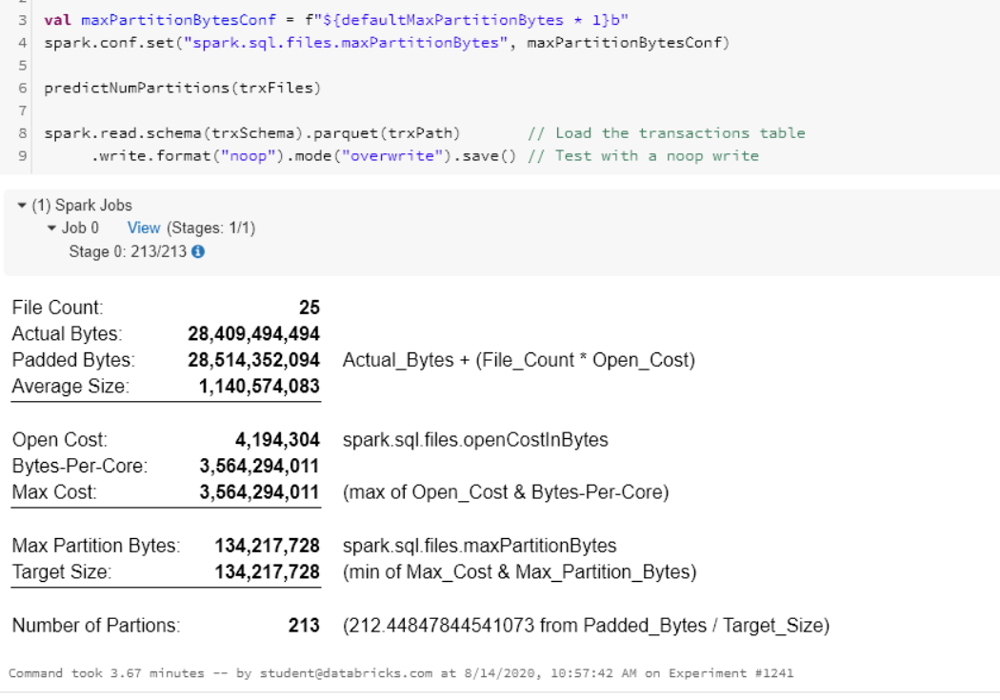 3 val maxPartitionBytesConf = f"${defaultMaxPartitionBytes * 1}b"
4 spark.conf.set("spark.sql.files.maxPartitionBytes", maxPartitionBytesConf)
5
6 predictNumPartitions(trxFiles)
7
8 spark.read.schema(trxSchema).parquet(trxPath) // Load the transactions table
9 .write.format("noop").mode("overwrite").save() // Test with a noop write
(1) Spark Jobs
Job 0 View (Stages: 1/1)
Stage 0: 213/213 i
File Count: 25
Actual Bytes: 28,409,494,494
Padded Bytes: 28,514,352,094 Actual_Bytes + (File_Count * Open_Cost)
Average Size: 1,140,574,083
Open Cost: 4,194,304 spark.sql.files.openCostInBytes
Bytes-Per-Core: 3,564,294,011
Max Cost: 3,564,294,011 (max of Open_Cost & Bytes-Per-Core)
Max Partition Bytes: 134,217,728 spark.sql.files.maxPartitionBytes
Target Size: 134,217,728 (min of Max_Cost & Max_Partition_Bytes)
Number of Partions: 213 (212.44847844541073 from Padded_Bytes / Target_Size)
Command took 3.67 minutes -- by student@databricks.com at 8/14/2020, 10:57:42 AM on Experiment #1241